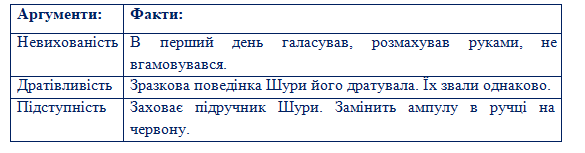 Аргументи: Факти:
Невихованість В перший день галасував, розмахував руками, не
вгамовувався.
Дратівливість Зразкова поведінка Шури його дратувала. Їх звали однаково.
Підступність Заховає підручник Шури. Замінить ампулу в ручці на
червону.